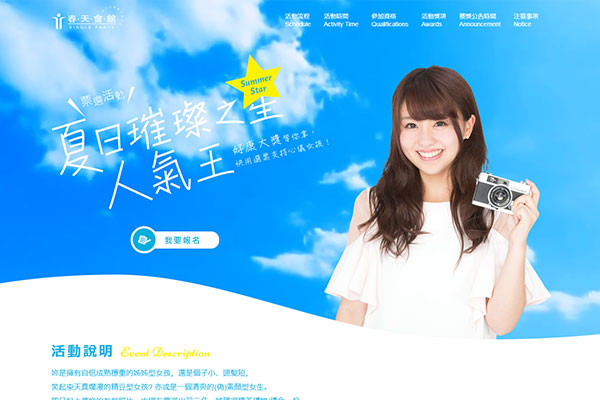 春天會館
SINGLE PARTY
活動流程
Schedule
活動時間
Activity Time
參加資格
Qualifications
活動獎項
Awards
得獎公告時間
Announcement
注意事項
Notice
Summer
Star
票選活動
夏日璀璨之星
人氣王
健康大獎等你拿，
快用選票支持心儀女孩！
我要報名
活動說明 Event Description
妳是擁有自信成熟穩重的姊姊型女孩，還是個子小、頭髮短，
笑起來天真爛漫的精豆型女孩? 亦或是一個清爽的(偽)素顏型女生。